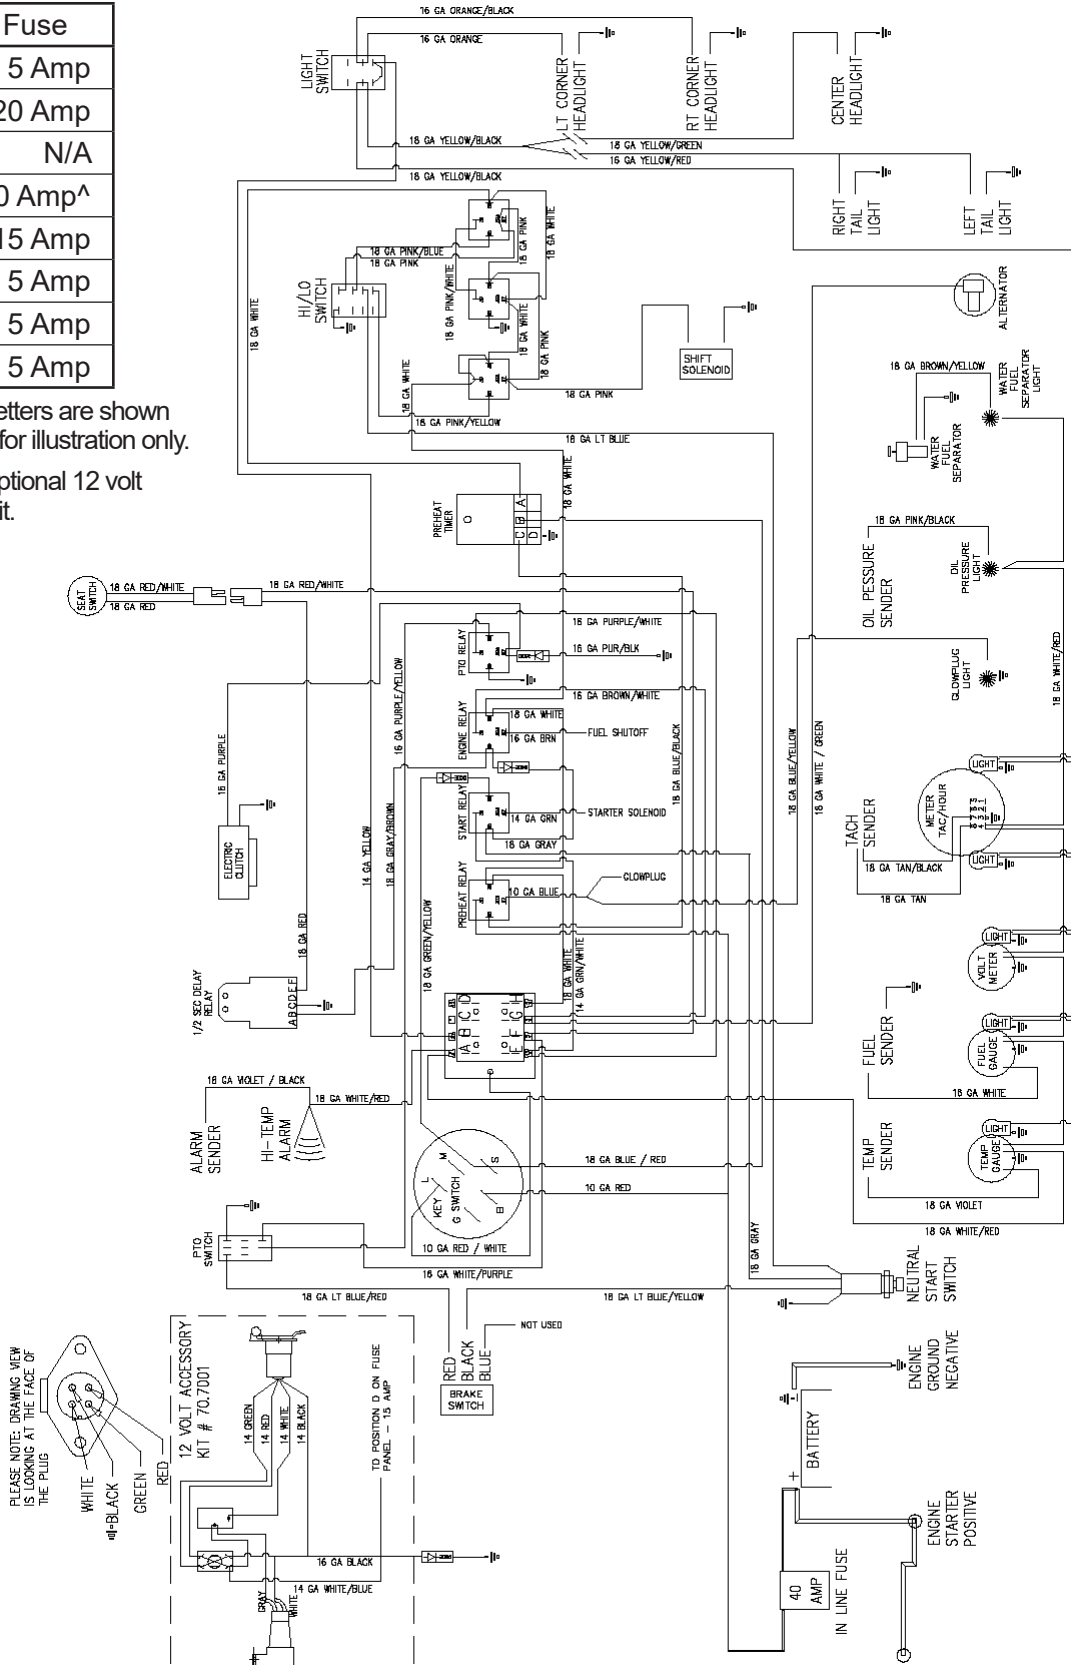 Fuse
5 Amp
20 Amp
N/A
0 Amp^
15 Amp
5 Amp
5 Amp
5 Amp
etters are shown
for illustration only.
ptional 12 volt
it.
16 GA ORANGE/BLACK
16 GA ORANGE
LIGHT
SWITCH
LT CORNER
HEADLIGHT
RT CORNER
HEADLIGHT
CENTER
HEADLIGHT
18 GA YELLOW/BLACK
18 GA YELLOW/GREEN
16 GA YELLOW/RED
18 GA YELLOW/BLACK
RIGHT
TAIL
LIGHT
LEFT
TAIL
LIGHT
18 GA PINK
18 GA WHITE
18 GA PINK/BLUE
18 GA PINK
HI/LO
SWITCH
18 GA PINK/WHITE
18 GA WHITE
18 GA WHITE
18 GA PINK
18 GA WHITE
ALTERNATOR
SHIFT
SOLENOID
18 GA PINK
18 GA PINK/YELLOW
18 GA LT BLUE
18 GA WHITE
18 GA BROWN/YELLOW
WATER
FUEL
SEPARATOR
LIGHT
WATER
FUEL
SEPARATOR
PREHEAT
TIMER
A
B
C
D
18 GA PINK/BLACK
OIL PESSURE
SENDER
OIL
PRESSURE
LIGHT
SEAT
SWITCH
18 GA RED/WHITE
18 GA RED
18 GA RED/WHITE
16 GA PURPLE/WHITE
PTO RELAY
16 GA PUR/BLK
GLOWPLUG
LIGHT
18 GA WHITE/RED
16 GA PURPLE/YELLOW
16 GA BROWN/WHITE
ENGINE RELAY
18 GA WHITE
16 GA BRN
FUEL SHUTOFF
16 GA PURPLE
18 GA BLUE/BLACK
18 GA BLUE/YELLOW
18 GA WHITE / GREEN
START RELAY
14 GA GRN
STARTER SOLENOID
18 GA GRAY
14 GA YELLOW
18 GA GRAY/BROWN
ELECTRIC
CLUTCH
PREHEAT RELAY
10 GA BLUE
GLOWPLUG
LIGHT
METER
TAC/HOUR
LIGHT
TACH
SENDER
18 GA TAN/BLACK
18 GA TAN
18 GA RED
18 GA GREEN/YELLOW
18 GA WHITE
14 GA GRN/WHITE
1/2 SEC DELAY
RELAY
A B C D E F
A B C D
E F G H
LIGHT
VOLT
METER
FUEL
SENDER
LIGHT
FUEL
GAUGE
18 GA WHITE
18 GA VIOLET / BLACK
18 GA WHITE/RED
ALARM
SENDER
HI-TEMP
ALARM
L
M
S
KEY
SWITCH
G
B
18 GA BLUE / RED
10 GA RED
TEMP
SENDER
LIGHT
TEMP
GAUGE
18 GA VIOLET
18 GA WHITE/RED
PTO
SWITCH
10 GA RED / WHITE
16 GA WHITE/PURPLE
18 GA GRAY
18 GA LT BLUE/RED
18 GA LT BLUE/YELLOW
NEUTRAL
START
SWITCH
NOT USED
RED
BLACK
BLUE
BRAKE
SWITCH
PLEASE NOTE: DRAWING VIEW
IS LOOKING AT THE FACE OF
THE PLUG
WHITE
BLACK
GREEN
RED
12 VOLT ACCESSORY
KIT # 70.7001
14 GREEN
14 RED
14 WHITE
14 BLACK
TO POSITION D ON FUSE
PANEL - 15 AMP
16 GA BLACK
14 GA WHITE/BLUE
GRAY
WHITE
ENGINE
GROUND
NEGATIVE
-
BATTERY
+
ENGINE
STARTER
POSITIVE
40
AMP
IN LINE FUSE